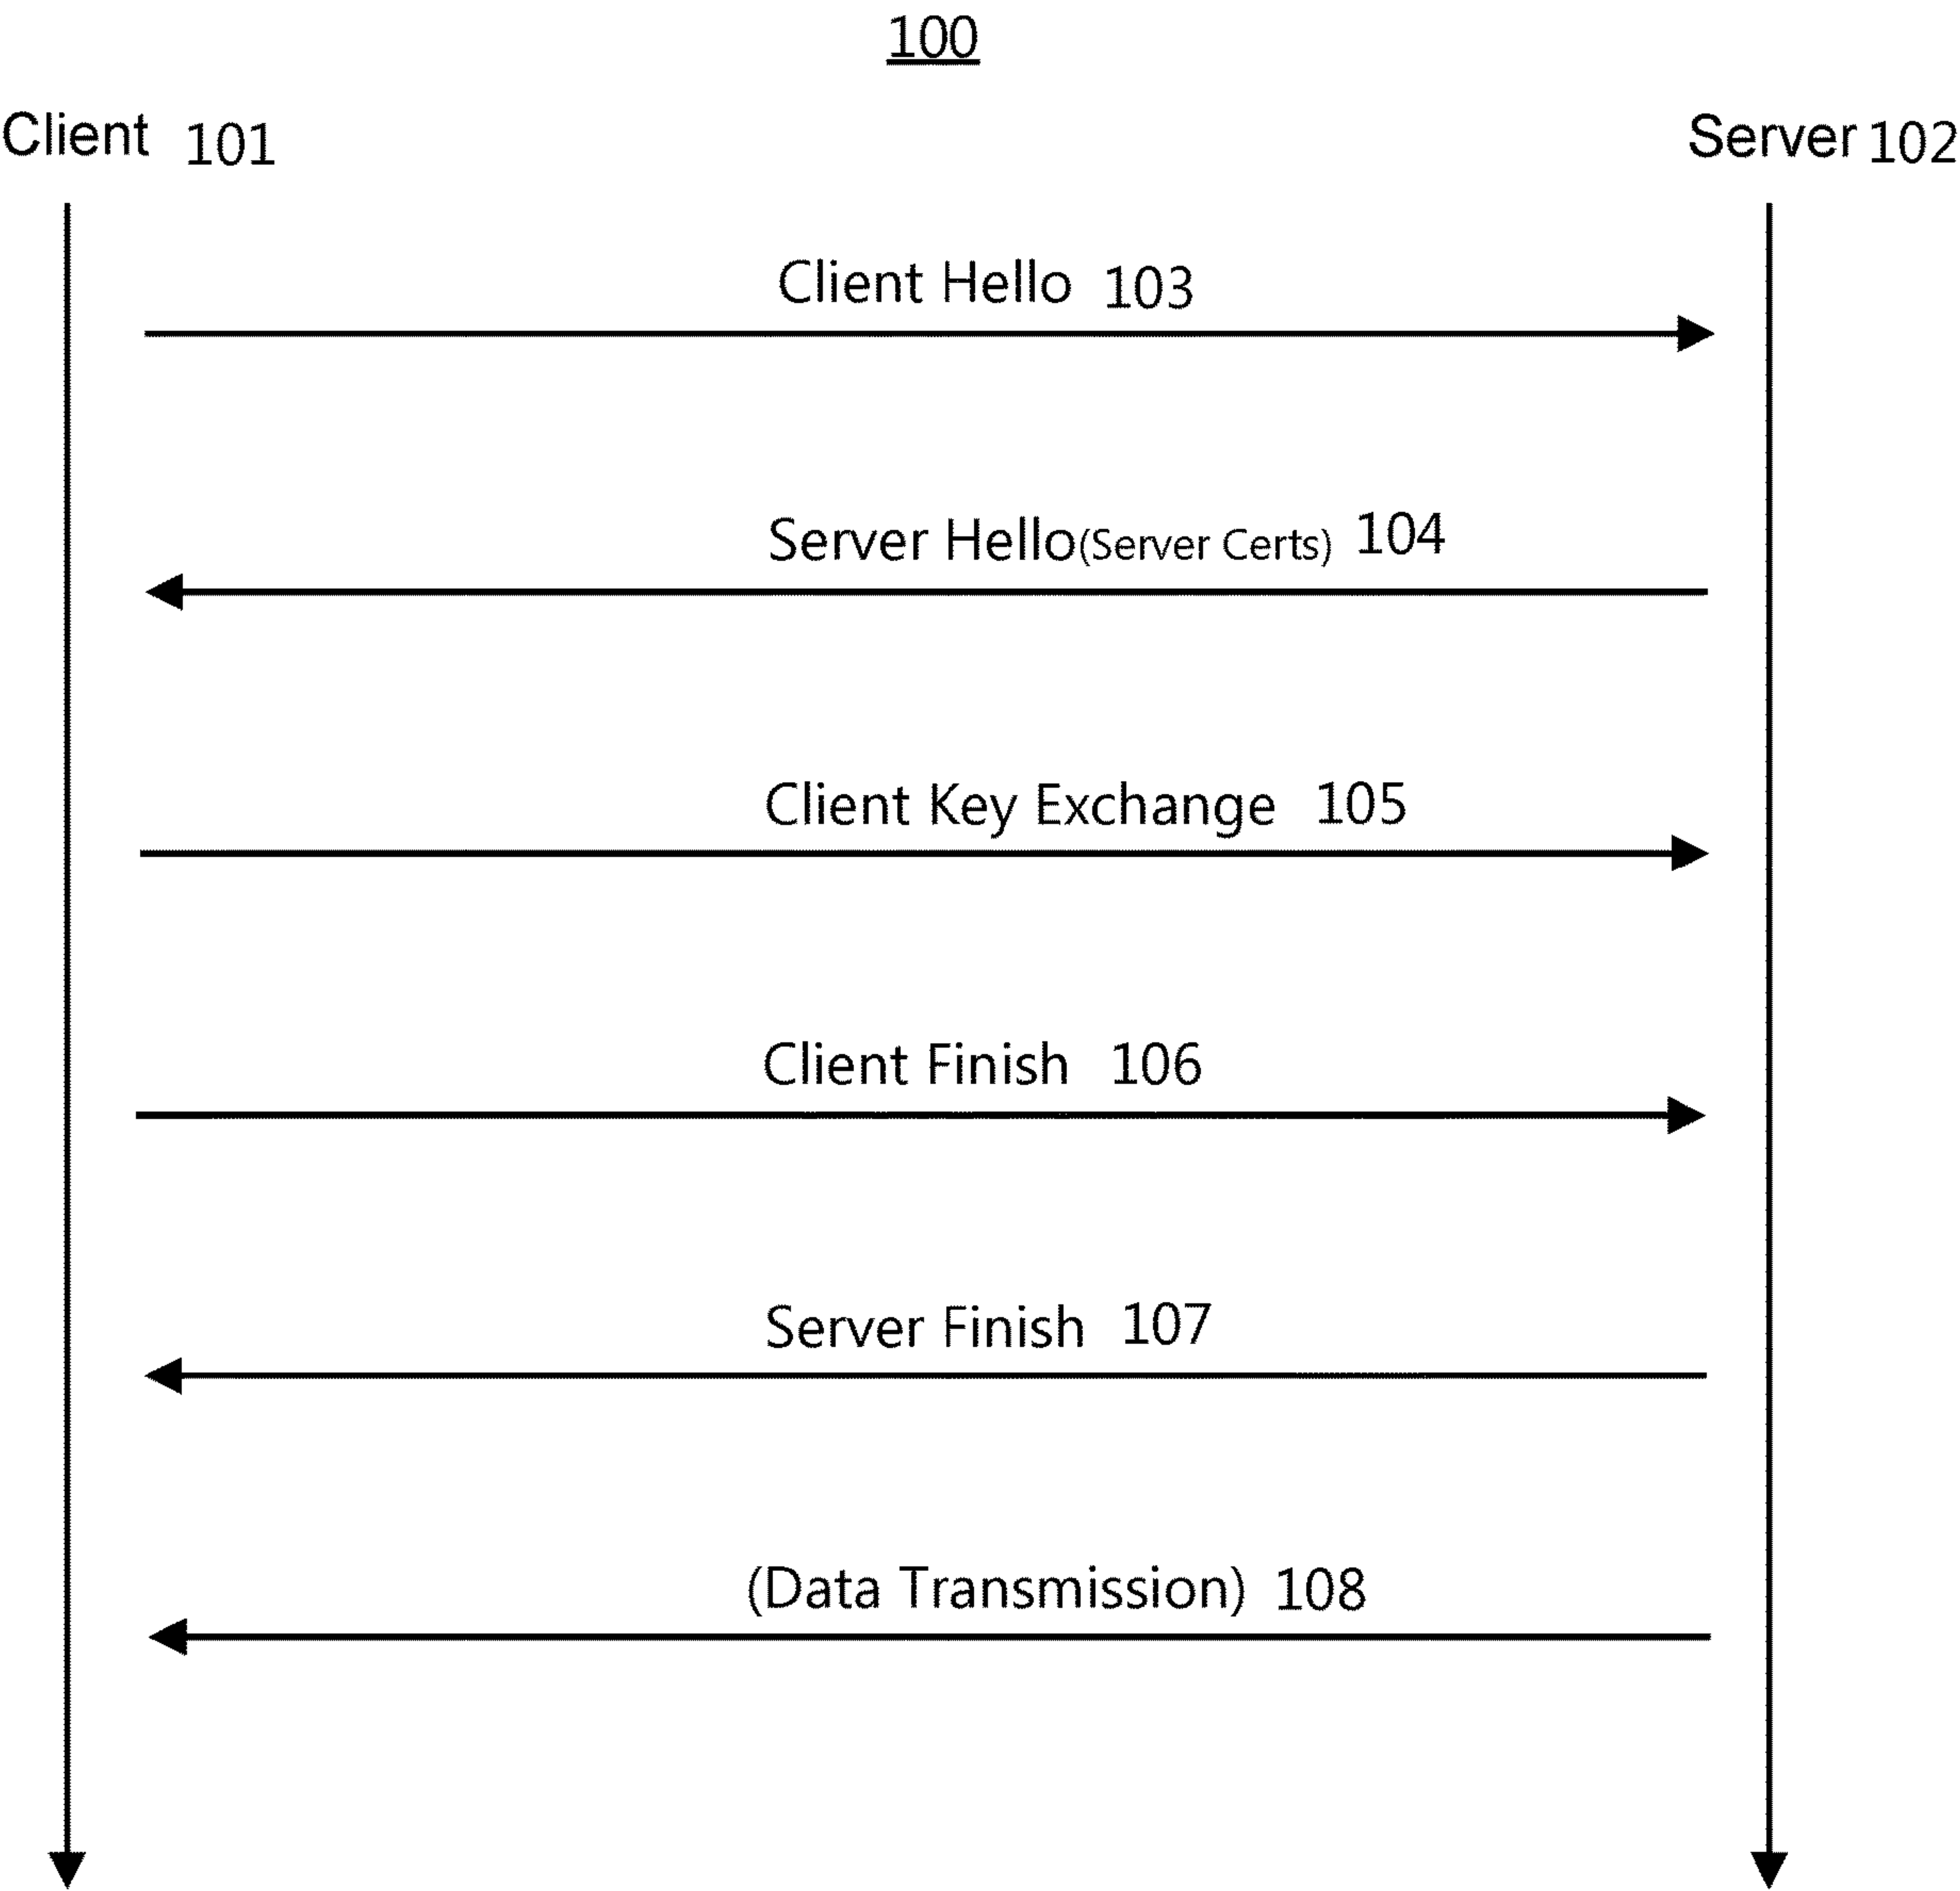 100
Client 101
Server 102
Client Hello 103
Server Hello(Server Certs) 104
Client Key Exchange 105
Client Finish 106
Server Finish 107
(Data Transmission) 108